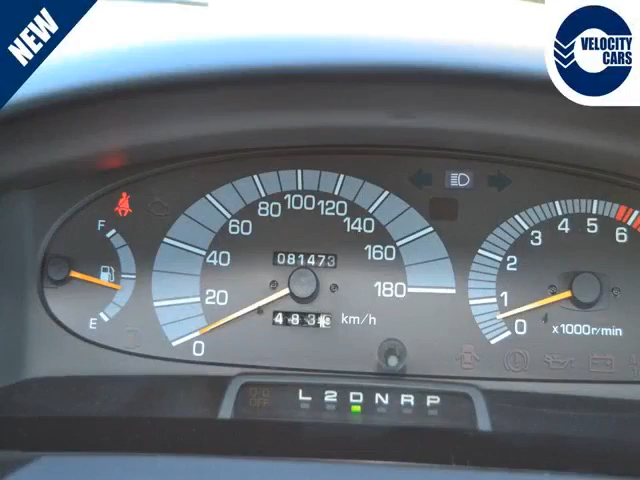 NEW
VELOCITY
CARS
F
E
0 20 40 60 80 100 120 140 160 180
081473
km/h
0 1 2 3 4 5 6
x1000r/min
O/D
OFF
L 2 D N R P